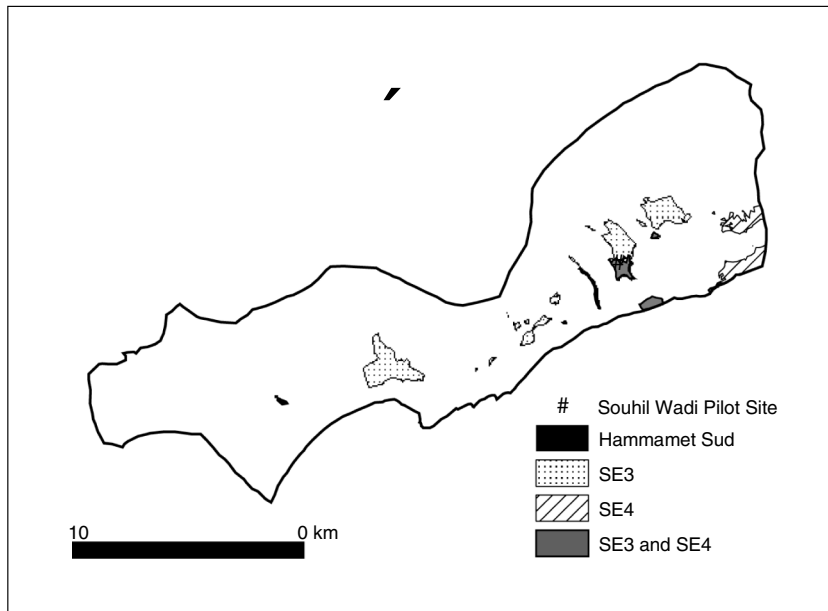 # Souhil Wadi Pilot Site
Hammamet Sud
SE3
SE4
SE3 and SE4
10 0 km